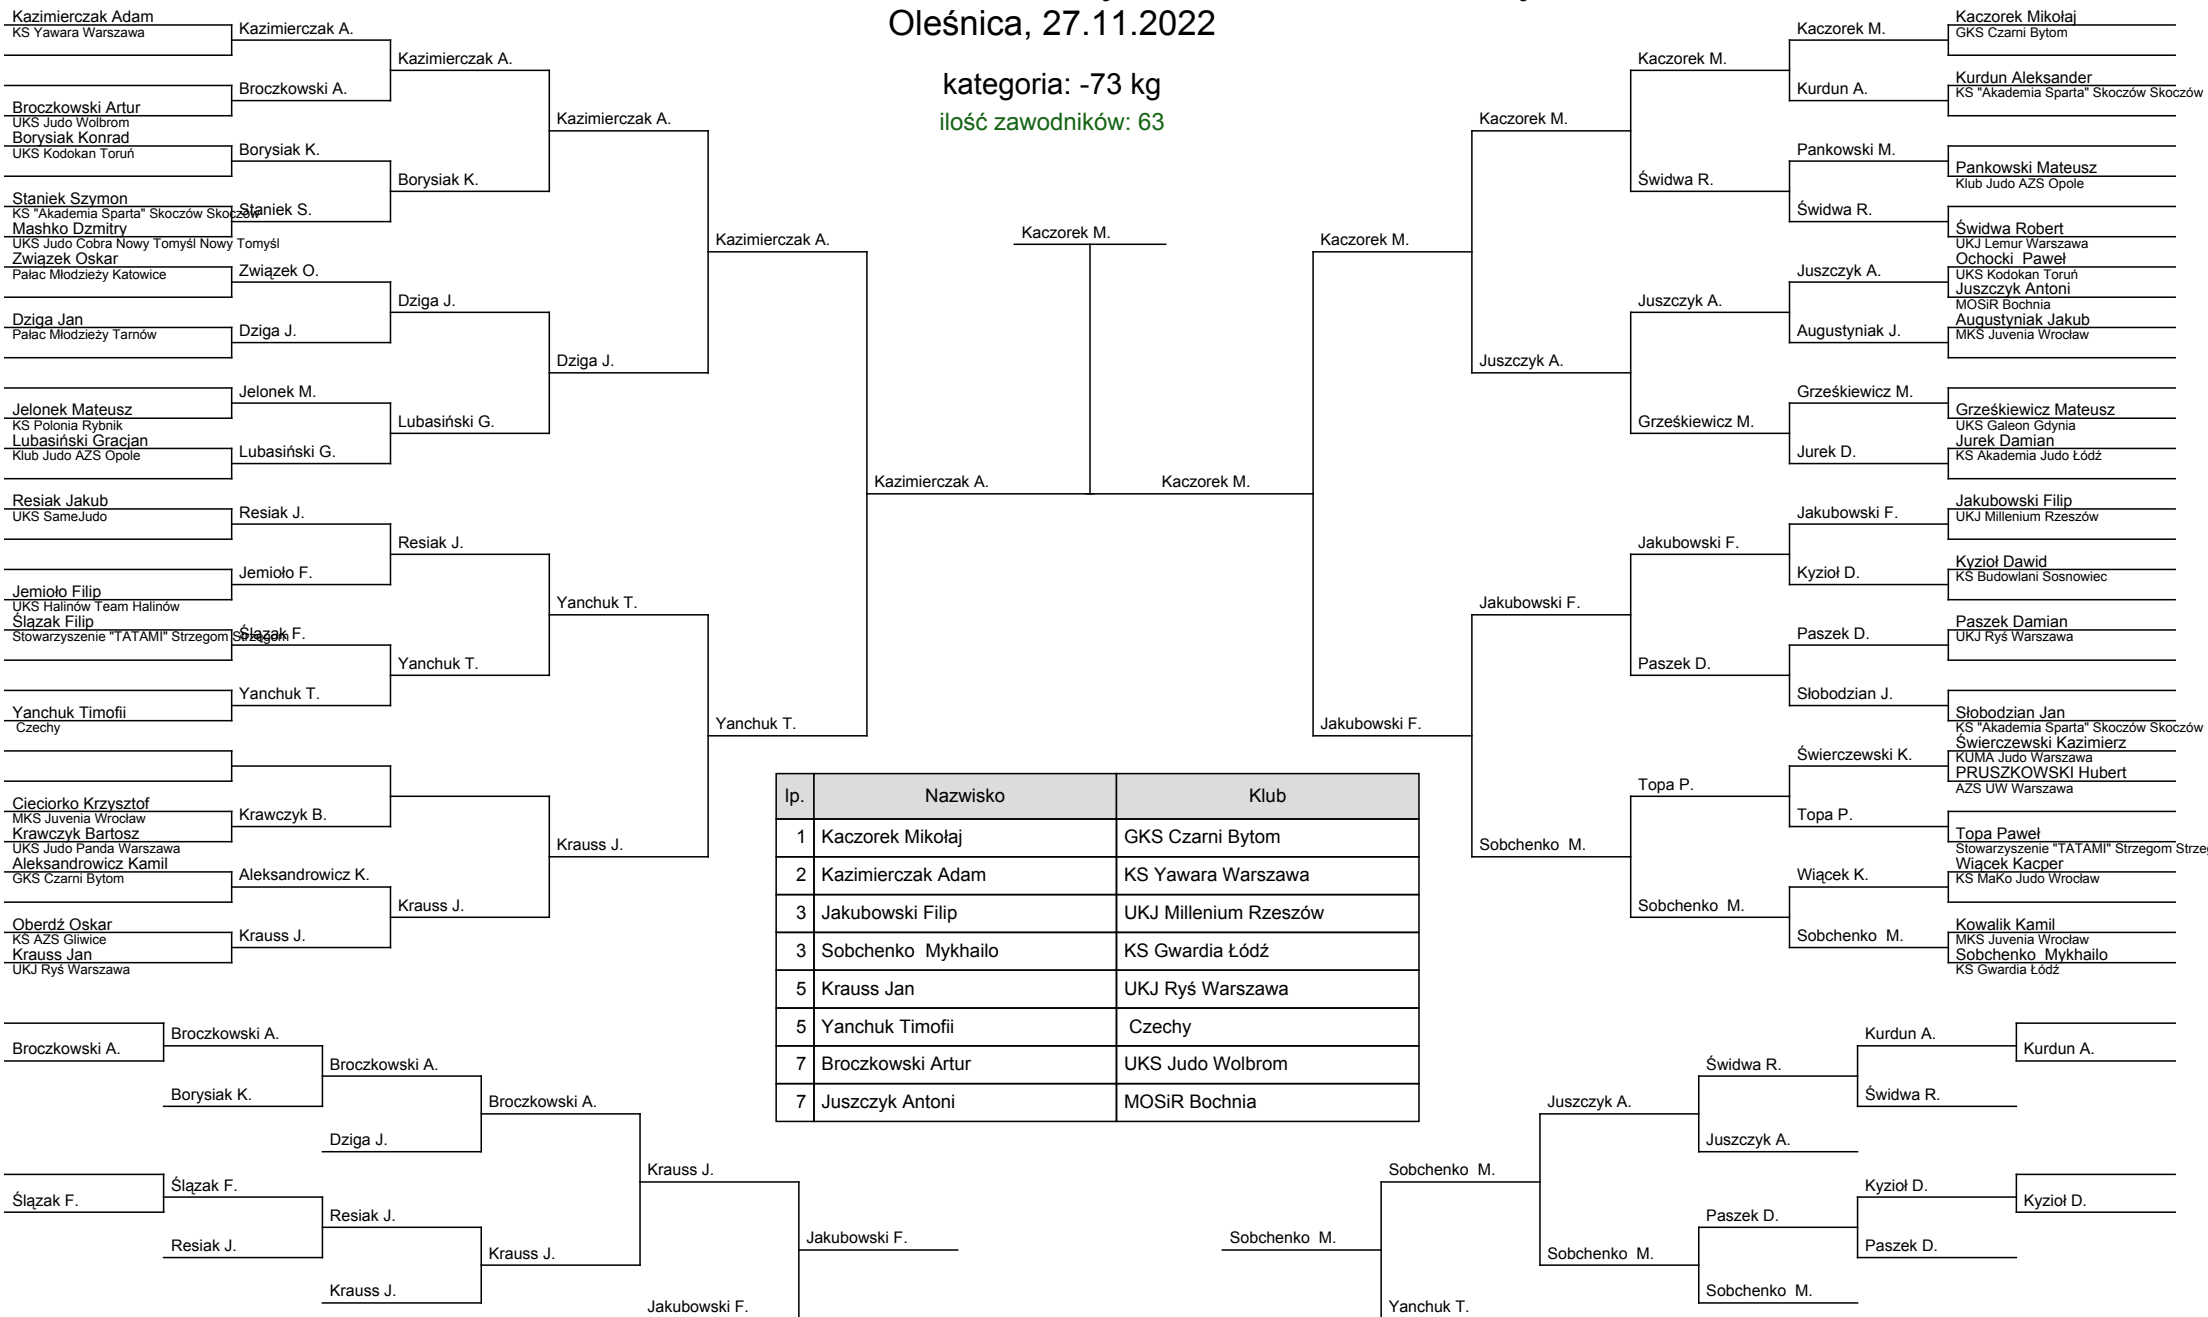 Oleśnica, 27.11.2022
kategoria: -73 kg
ilość zawodników: 63
Kazimierczak Adam
KS Yawara Warszawa
Broczkowski Artur
UKS Judo Wolbrom
Borysiak Konrad
UKS Kodokan Toruń
Staniek Szymon
KS "Akademia Sparta" Skoczów Skoczów
Mashko Dzmitry
UKS Judo Cobra Nowy Tomyśl Nowy Tomyśl
Związek Oskar
Pałac Młodzieży Katowice
Dziga Jan
Pałac Młodzieży Tarnów
Jelonek Mateusz
KS Polonia Rybnik
Lubasiński Gracjan
Klub Judo AZS Opole
Resiak Jakub
UKS SameJudo
Jemioło Filip
UKS Halinów Team Halinów
Ślązak Filip
Stowarzyszenie "TATAMI" Strzegom Strzegom
Yanchuk Timofii
Czechy
Cieciorko Krzysztof
MKS Juvenia Wrocław
Krawczyk Bartosz
UKS Judo Panda Warszawa
Aleksandrowicz Kamil
GKS Czarni Bytom
Oberdź Oskar
KS AZS Gliwice
Krauss Jan
UKJ Ryś Warszawa
Kazimierczak A.
Broczkowski A.
Borysiak K.
Staniek S.
Związek O.
Dziga J.
Jelonek M.
Lubasiński G.
Resiak J.
Jemioło F.
Ślązak F.
Yanchuk T.
Krawczyk B.
Aleksandrowicz K.
Krauss J.
Kazimierczak A.
Borysiak K.
Dziga J.
Lubasiński G.
Resiak J.
Yanchuk T.
Krauss J.
Kazimierczak A.
Dziga J.
Yanchuk T.
Krauss J.
Kazimierczak A.
Yanchuk T.
Kazimierczak A.
Kaczorek M.
Kaczorek M.
Kaczorek M.
Jakubowski F.
Kaczorek M.
Juszczyk A.
Jakubowski F.
Sobchenko M.
Kaczorek M.
Świdwa R.
Juszczyk A.
Grześkiewicz M.
Jakubowski F.
Paszek D.
Topa P.
Sobchenko M.
Kaczorek M.
Kurdun A.
Pankowski M.
Świdwa R.
Juszczyk A.
Augustyniak J.
Grześkiewicz M.
Jurek D.
Jakubowski F.
Kyzioł D.
Paszek D.
Słobodzian J.
Świerczewski K.
Topa P.
Wiącek K.
Sobchenko M.
Kaczorek Mikołaj
GKS Czarni Bytom
Kurdun Aleksander
KS "Akademia Sparta" Skoczów Skoczów
Pankowski Mateusz
Klub Judo AZS Opole
Świdwa Robert
UKJ Lemur Warszawa
Ochocki Paweł
UKS Kodokan Toruń
Juszczyk Antoni
MOSiR Bochnia
Augustyniak Jakub
MKS Juvenia Wrocław
Grześkiewicz Mateusz
UKS Galeon Gdynia
Jurek Damian
KS Akademia Judo Łódź
Jakubowski Filip
UKJ Millenium Rzeszów
Kyzioł Dawid
KS Budowlani Sosnowiec
Paszek Damian
UKJ Ryś Warszawa
Słobodzian Jan
KS "Akademia Sparta" Skoczów Skoczów
Świerczewski Kazimierz
KUMA Judo Warszawa
PRUSZKOWSKI Hubert
AZS UW Warszawa
Topa Paweł
Stowarzyszenie "TATAMI" Strzegom
Wiącek Kacper
KS MaKo Judo Wrocław
Kowalik Kamil
MKS Juvenia Wrocław
Sobchenko Mykhailo
KS Gwardia Łódź
lp. Nazwisko Klub
1 Kaczorek Mikołaj GKS Czarni Bytom
2 Kazimierczak Adam KS Yawara Warszawa
3 Jakubowski Filip UKJ Millenium Rzeszów
3 Sobchenko Mykhailo KS Gwardia Łódź
5 Krauss Jan UKJ Ryś Warszawa
5 Yanchuk Timofii Czechy
7 Broczkowski Artur UKS Judo Wolbrom
7 Juszczyk Antoni MOSiR Bochnia
Broczkowski A.
Ślązak F.
Broczkowski A.
Borysiak K.
Ślązak F.
Resiak J.
Broczkowski A.
Dziga J.
Resiak J.
Krauss J.
Broczkowski A.
Krauss J.
Krauss J.
Jakubowski F.
Jakubowski F.
Sobchenko M.
Sobchenko M.
Yanchuk T.
Juszczyk A.
Sobchenko M.
Świdwa R.
Juszczyk A.
Paszek D.
Sobchenko M.
Kurdun A.
Świdwa R.
Kyzioł D.
Paszek D.
Kurdun A.
Kyzioł D.